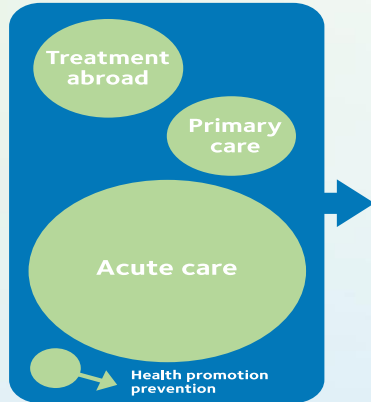 Treatment
abroad
Primary
care
Acute care
Health promotion
prevention